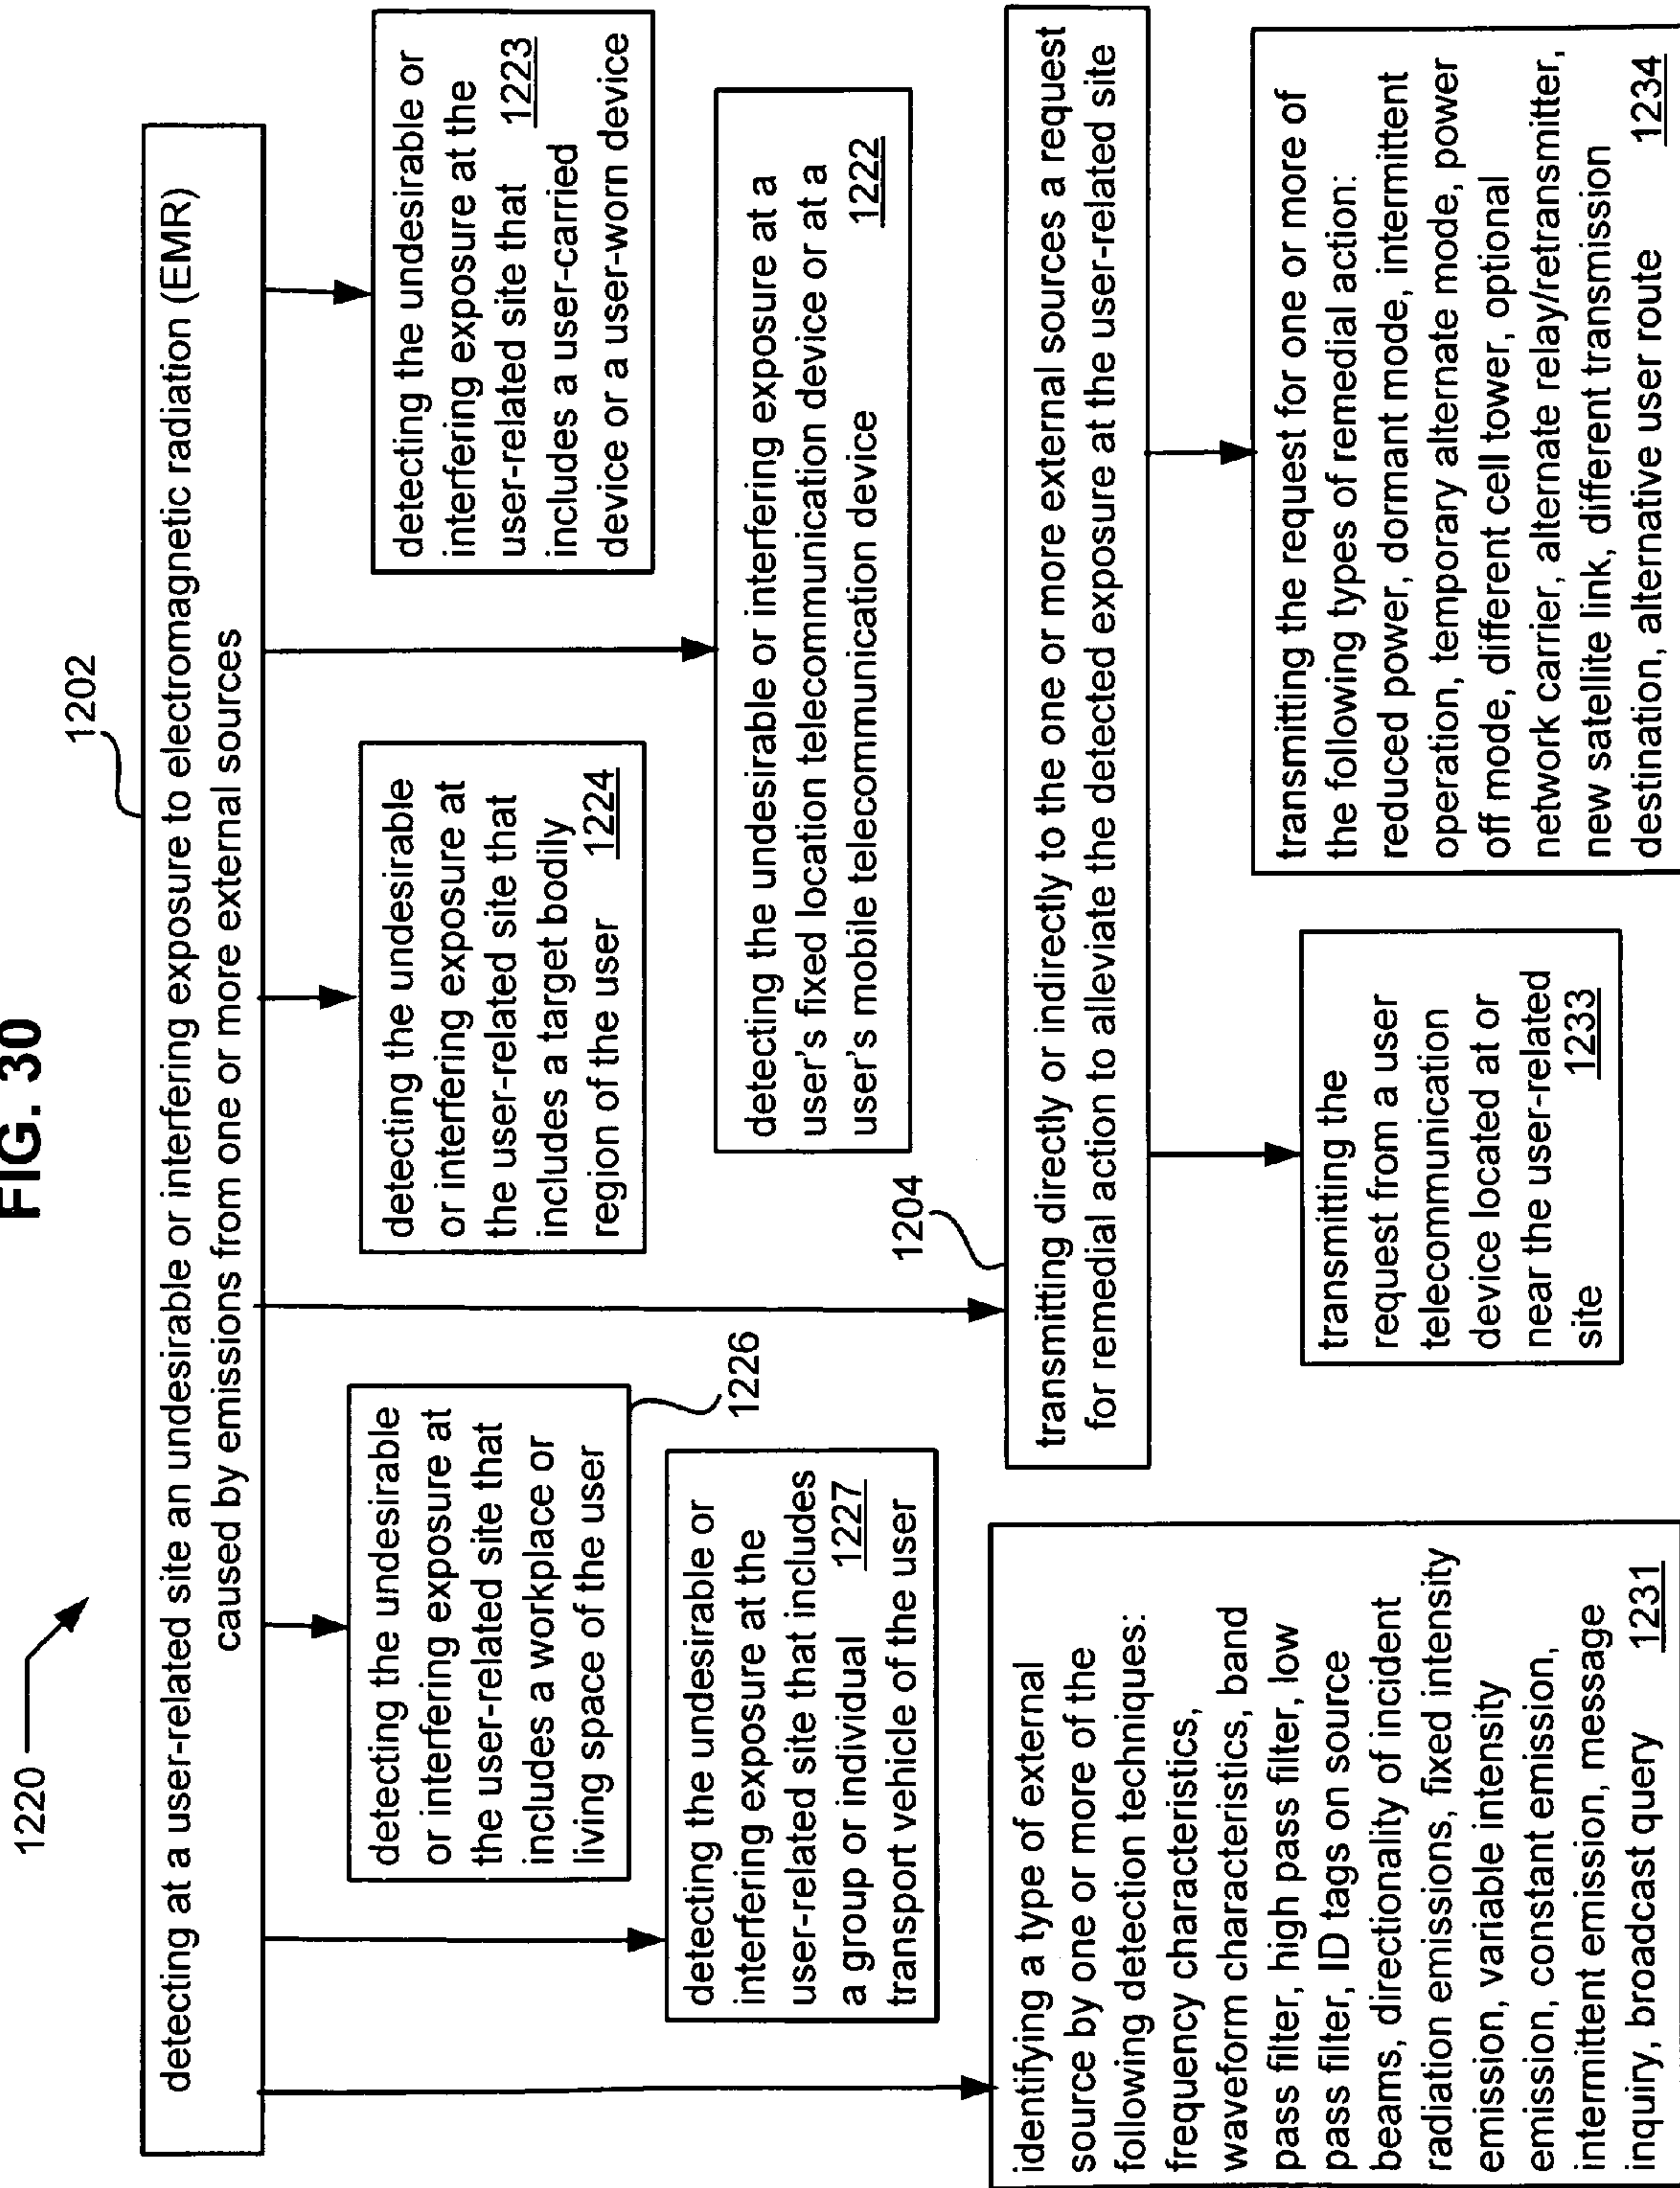 FIG. 30
1220
1202
detecting at a user-related site an undesirable or interfering exposure to electromagnetic radiation (EMR)
caused by emissions from one or more external sources
detecting the undesirable
or interfering exposure at
the user-related site that
includes a workplace or
living space of the user
1226
detecting the undesirable
or interfering exposure at
the user-related site that
includes a target bodily
region of the user 1224
detecting the undesirable or
interfering exposure at the
user-related site that 1223
includes a user-carried
device or a user-worn device
detecting the undesirable or
interfering exposure at the
user-related site that includes
a group or individual 1227
transport vehicle of the user
detecting the undesirable or interfering exposure at a
user's fixed location telecommunication device or at a
user's mobile telecommunication device 1222
1204
transmitting directly or indirectly to the one or more external sources a request
for remedial action to alleviate the detected exposure at the user-related site
identifying a type of external
source by one or more of the
following detection techniques:
frequency characteristics,
waveform characteristics, band
pass filter, high pass filter, low
pass filter, ID tags on source
beams, directionality of incident
radiation emissions, fixed intensity
emission, variable intensity
emission, constant emission,
intermittent emission, message
inquiry, broadcast query 1231
transmitting the
request from a user
telecommunication
device located at or
near the user-related
site 1233
transmitting the request for one or more of
the following types of remedial action:
reduced power, dormant mode, intermittent
operation, temporary alternate mode, power
off mode, different cell tower, optional
network carrier, alternate relay/retransmitter,
new satellite link, different transmission
destination, alternative user route 1234